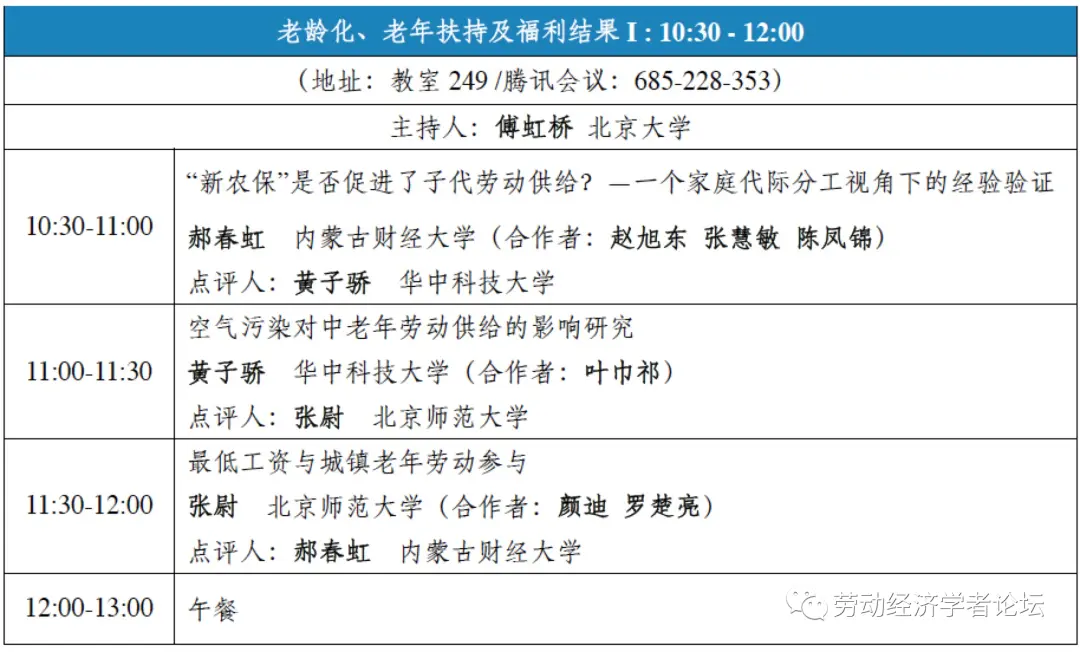 老龄化、老年扶持及福利结果 I : 10:30 - 12:00
（地址：教室 249 /腾讯会议：685-228-353）
主持人：傅虹桥 北京大学
10:30-11:00
“新农保”是否促进了子代劳动供给？—一个家庭代际分工视角下的经验验证
郝春虹 内蒙古财经大学（合作者：赵旭东 张慧敏 陈凤锦）
点评人：黄子骄 华中科技大学
11:00-11:30
空气污染对中老年劳动供给的影响研究
黄子骄 华中科技大学（合作者：叶巾祁）
点评人：张尉 北京师范大学
11:30-12:00
最低工资与城镇老年劳动参与
张尉 北京师范大学（合作者：颜迪 罗楚亮）
点评人：郝春虹 内蒙古财经大学
12:00-13:00
午餐
劳动经济学者论坛